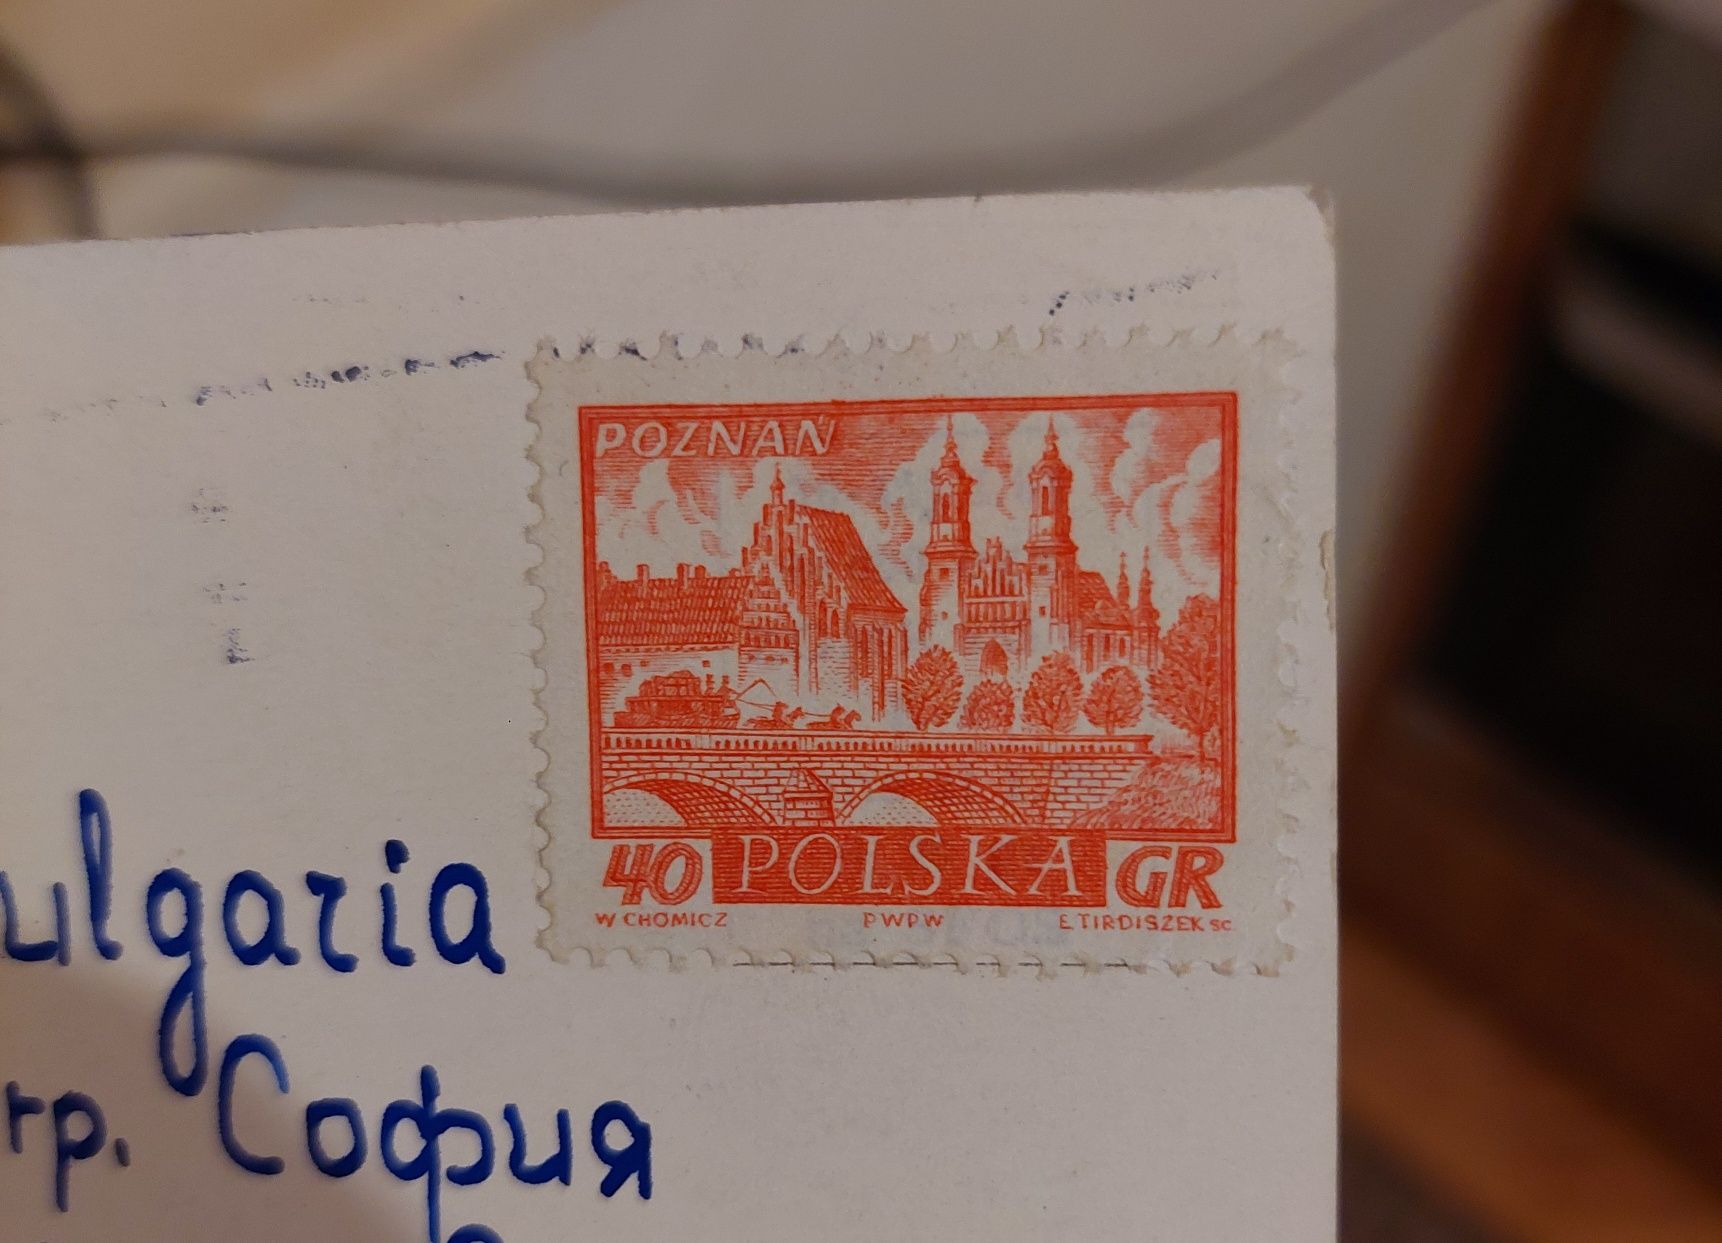 POZNAŃ
40 POLSKA GR
W CHOMICZ PWPW E.TIRDISZEK SC.
ulgaria
гр. София